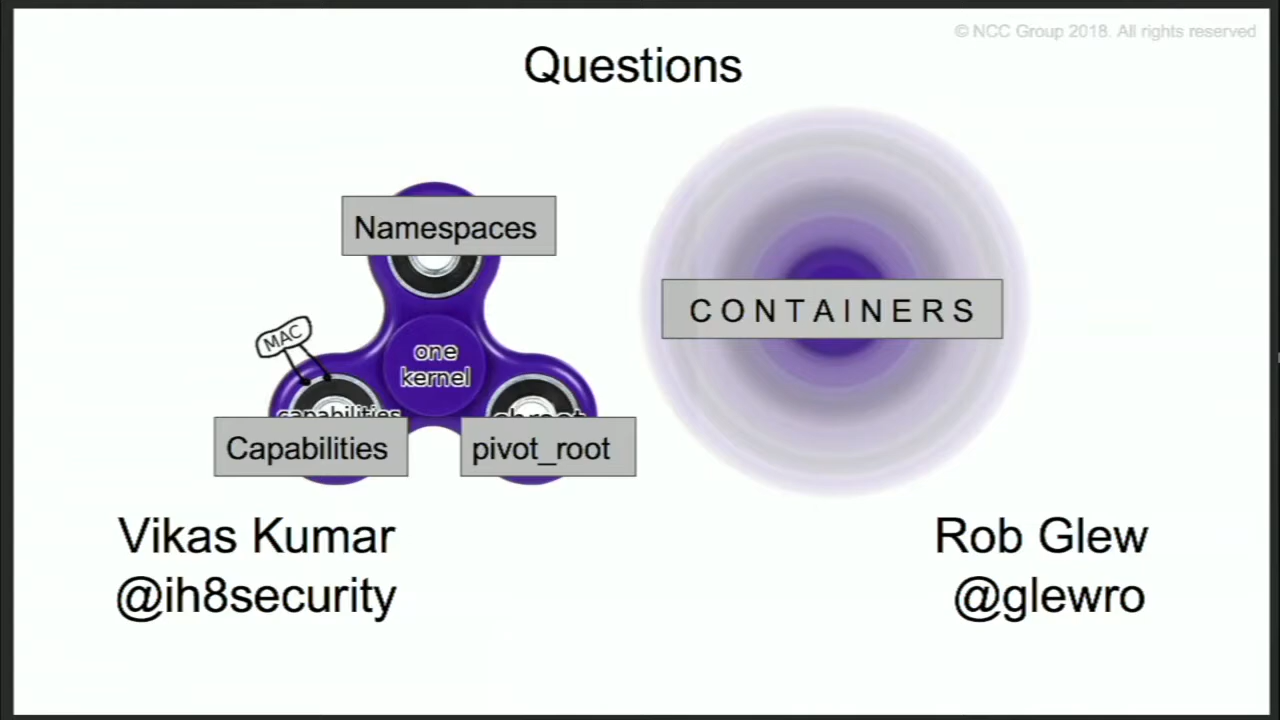 © NCC Group 2018. All rights reserved
Questions
Namespaces
CONTAINERS
MAC
one
kernel
capabilities
Capabilities
pivot_root
Vikas Kumar
@ih8security
Rob Glew
@glewro